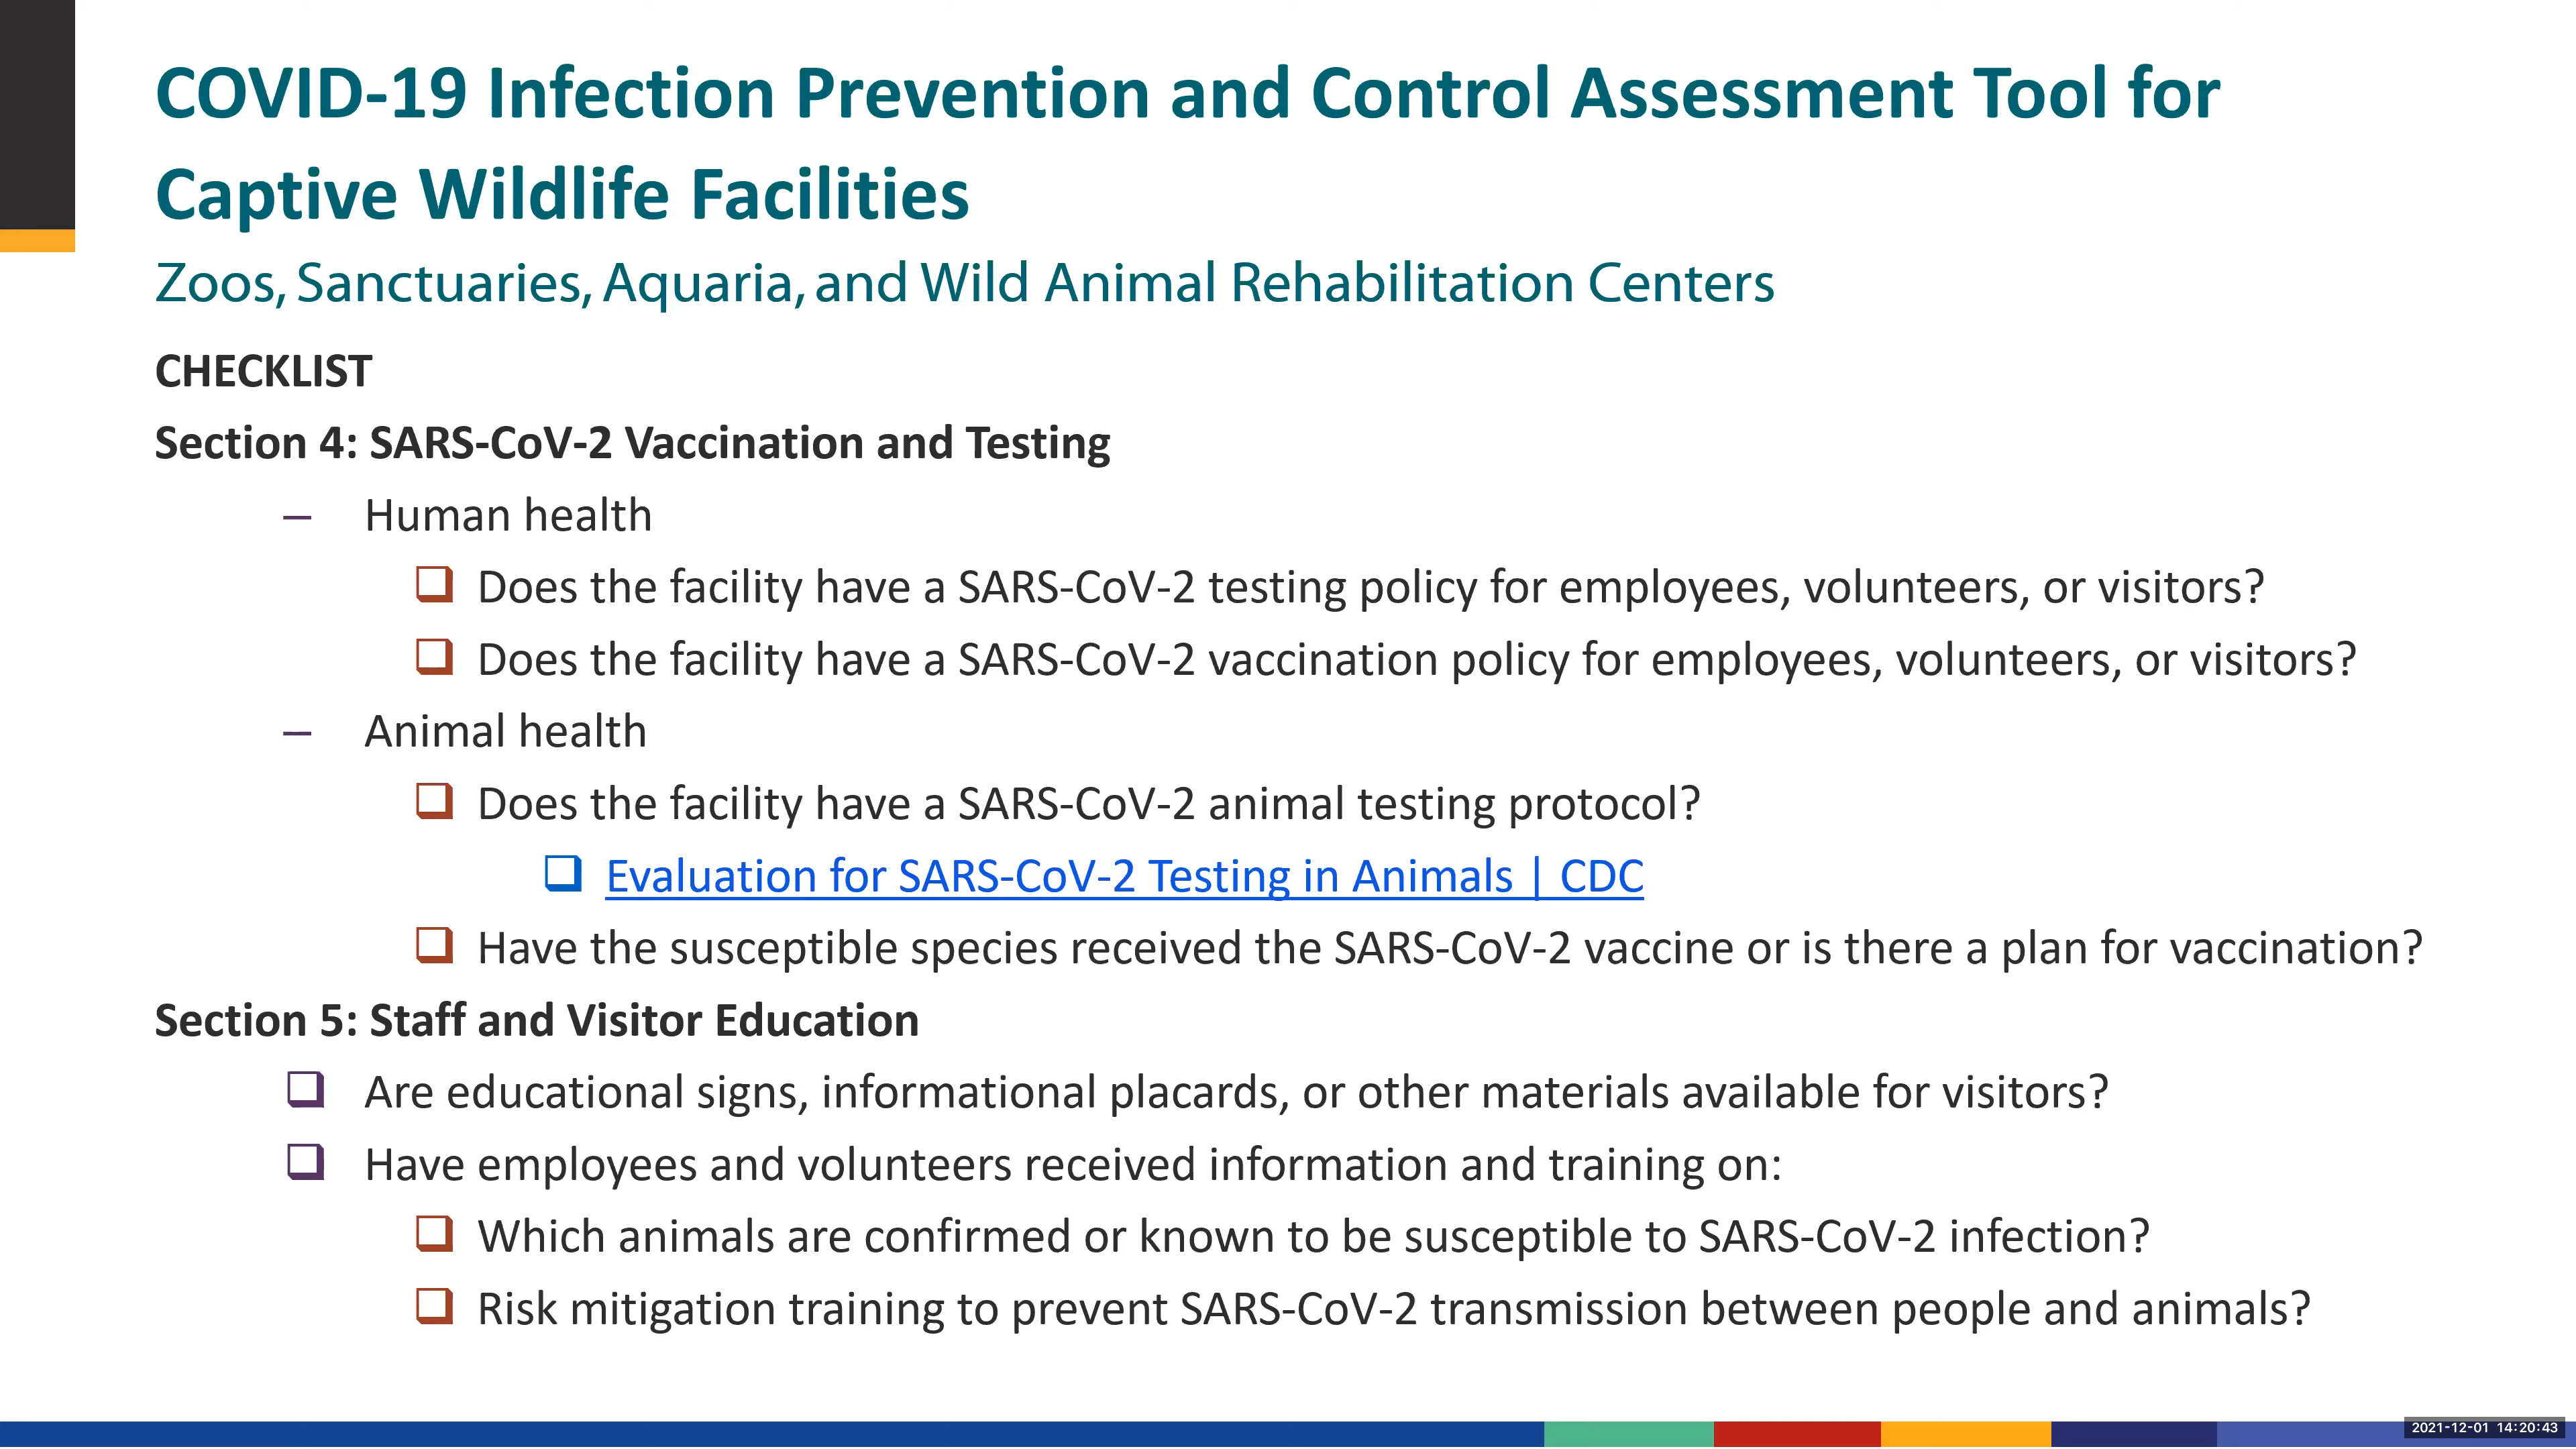 COVID-19 Infection Prevention and Control Assessment Tool for
Captive Wildlife Facilities
Zoos, Sanctuaries, Aquaria, and Wild Animal Rehabilitation Centers
CHECKLIST
Section 4: SARS-CoV-2 Vaccination and Testing
– Human health
❑ Does the facility have a SARS-CoV-2 testing policy for employees, volunteers, or visitors?
❑ Does the facility have a SARS-CoV-2 vaccination policy for employees, volunteers, or visitors?
– Animal health
❑ Does the facility have a SARS-CoV-2 animal testing protocol?
❑ Evaluation for SARS-CoV-2 Testing in Animals | CDC
❑ Have the susceptible species received the SARS-CoV-2 vaccine or is there a plan for vaccination?
Section 5: Staff and Visitor Education
❑ Are educational signs, informational placards, or other materials available for visitors?
❑ Have employees and volunteers received information and training on:
❑ Which animals are confirmed or known to be susceptible to SARS-CoV-2 infection?
❑ Risk mitigation training to prevent SARS-CoV-2 transmission between people and animals?
2021-12-01 14:20:43